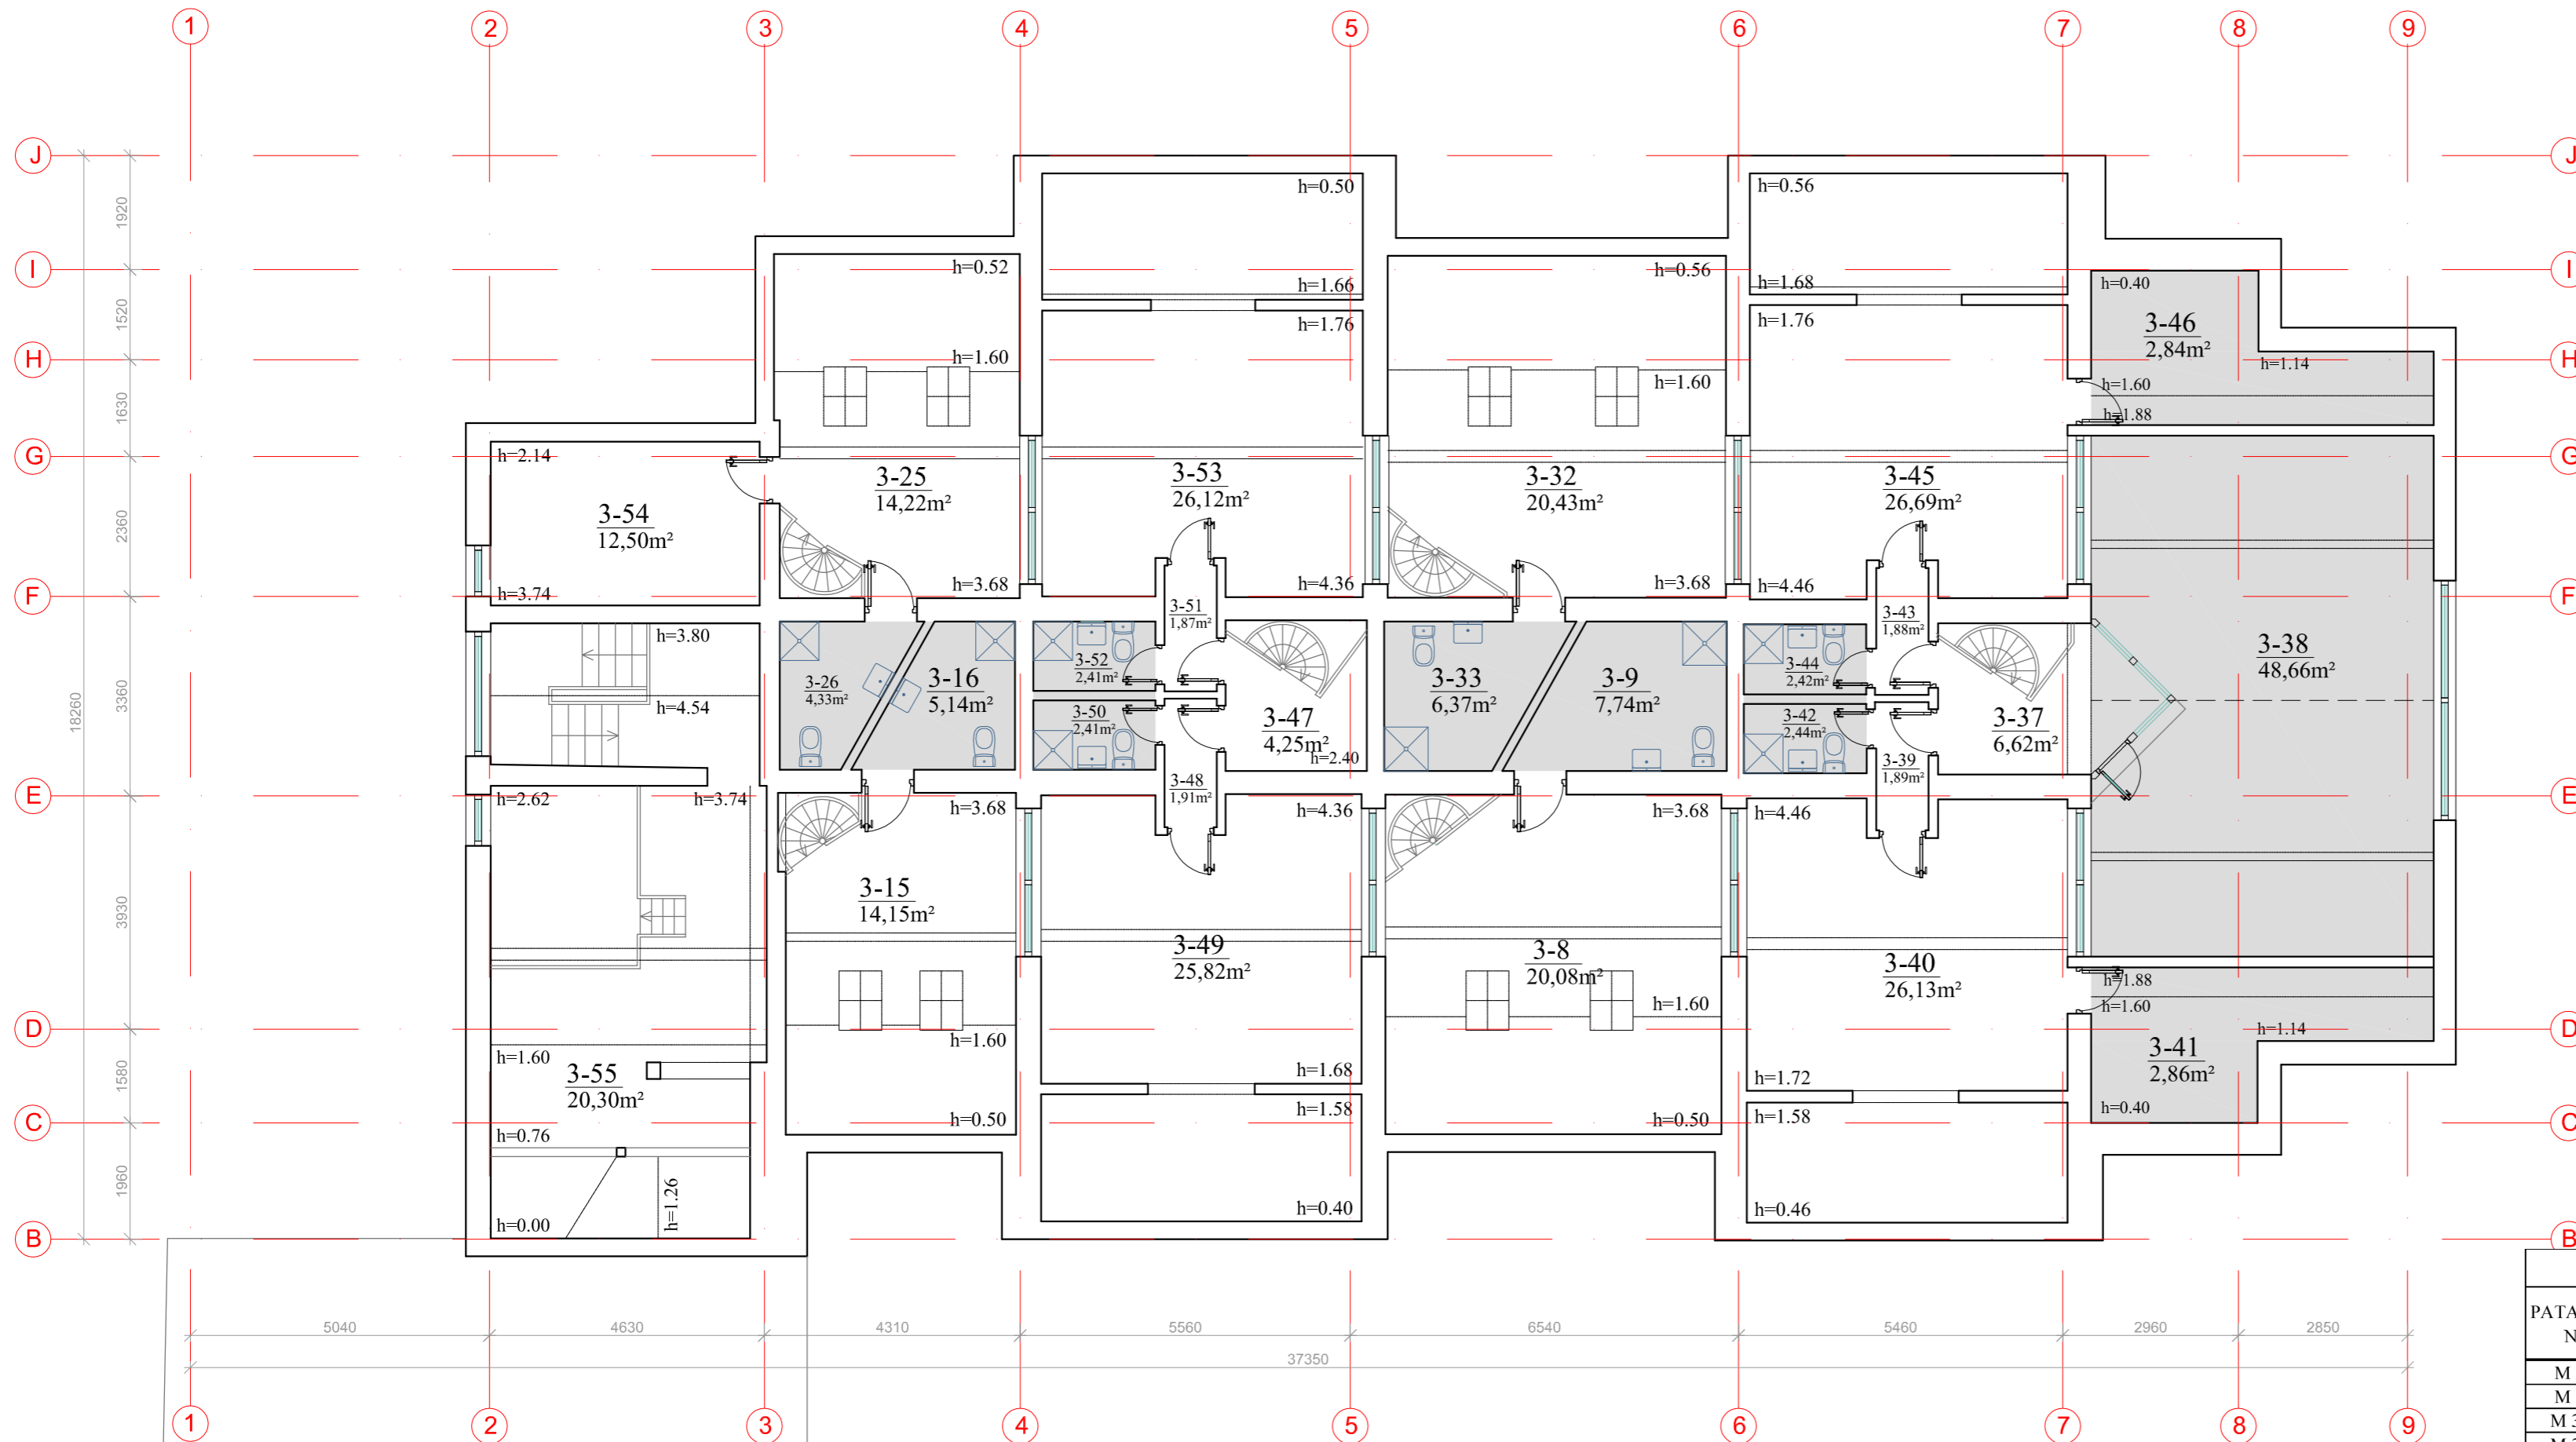 1 2 3 4 5 6 7 8 9
J J
h=0.50 h=0.56
1920
I h=0.52 h=0.56 I
h=1.66 h=1.68 h=0.40
1520
h=1.76 h=1.76 3-46
2,84m²
H h=1.60 h=1.14 H
h=1.60 h=1.60
1630
h=1.88
G h=2.14 G
3-25 3-53 3-32 3-45
14,22m² 26,12m² 20,43m² 26,69m²
3-54
12,50m²
2360
h=3.74 h=3.68 h=4.36 h=3.68 h=4.46
F F
3-51 3-43
1,87m² 1,88m²
h=3.80
3-38
48,66m²
3-52 3-44
2,41m² 2,42m²
3-26 3-16 3-33 3-9
4,33m² 5,14m² 6,37m² 7,74m²
18260 3360
h=4.54
3-50 3-47 3-42 3-37
2,41m² 4,25m² 2,44m² 6,62m²
h=2.40
3-48 3-39
1,91m² 1,89m²
E h=2.62 h=3.74 E
h=3.68 h=4.36 h=3.68 h=4.46
3-15
14,15m²
3930
3-49 3-8 3-40
25,82m² 20,08m² 26,13m²
h=1.88
h=1.60 h=1.60
D h=1.14 D
h=1.60 h=1.60
3-41
2,86m²
3-55
20,30m²
1580
h=1.68 h=1.72
C h=0.50 h=1.58 h=0.50 h=1.58 h=0.40 C
h=0.76
1960
h=1.26
h=0.00 h=0.40 h=0.46
B B
5040 4630 4310 5560 6540 5460 2960 2850
37350
PATA
N
M
M
M 3
1 2 3 4 5 6 7 8 9